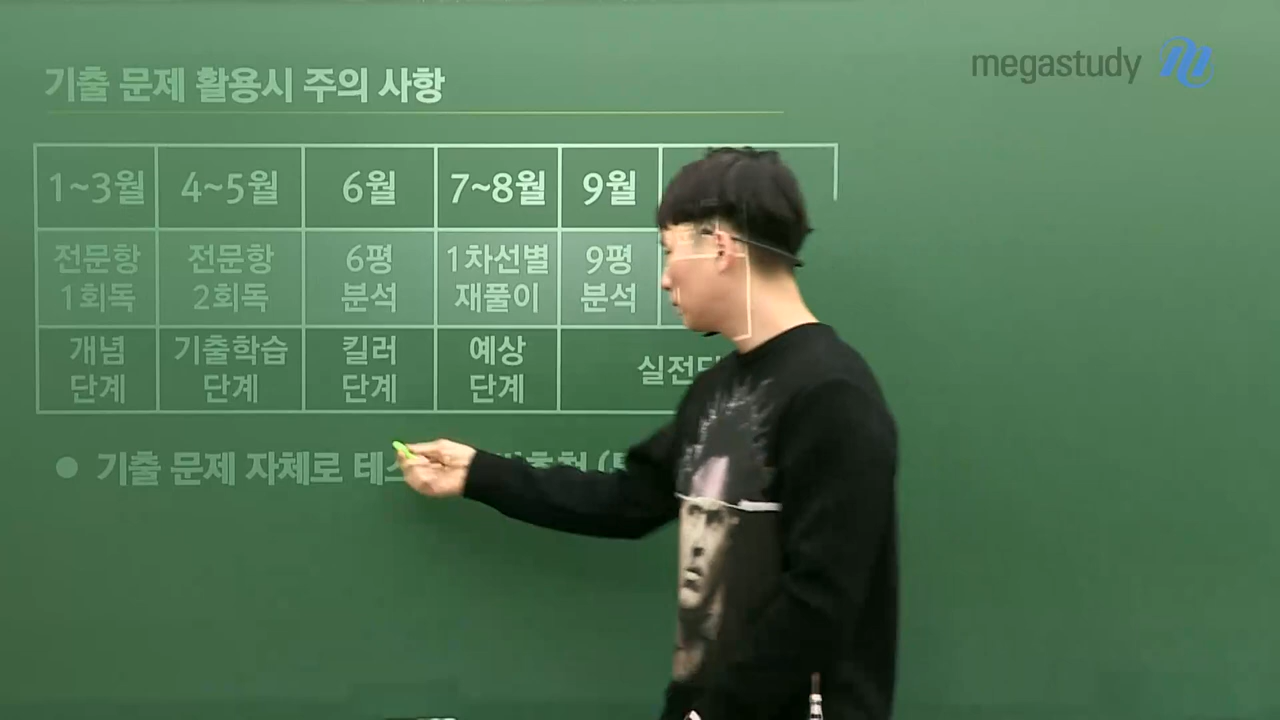 megastudy
기출 문제 활용시 주의 사항
1~3월 4~5월 6월 7~8월 9월
전문항 전문항 6평 1차선별 9평
1회독 2회독 분석 재풀이 분석
개념 기출학습 킬러 예상 실전
단계 단계 단계 단계
● 기출 문제 자체로